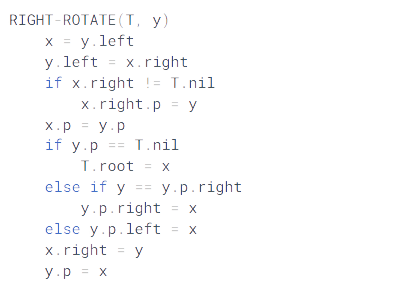 RIGHT-ROTATE(T, y)
    x = y.left
    y.left = x.right
    if x.right != T.nil
        x.right.p = y
    x.p = y.p
    if y.p == T.nil
        T.root = x
    else if y == y.p.right
        y.p.right = x
    else y.p.left = x
    x.right = y
    y.p = x